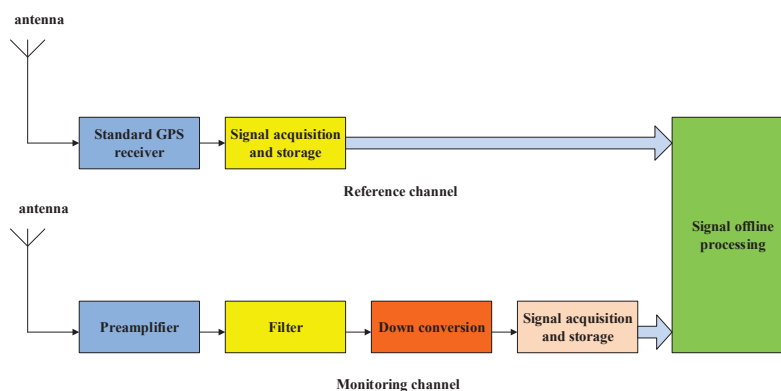 antenna
Standard GPS
receiver
Signal acquisition
and storage
Reference channel
antenna
Signal offline
processing
Preamplifier
Filter
Down conversion
Signal acquisition
and storage
Monitoring channel